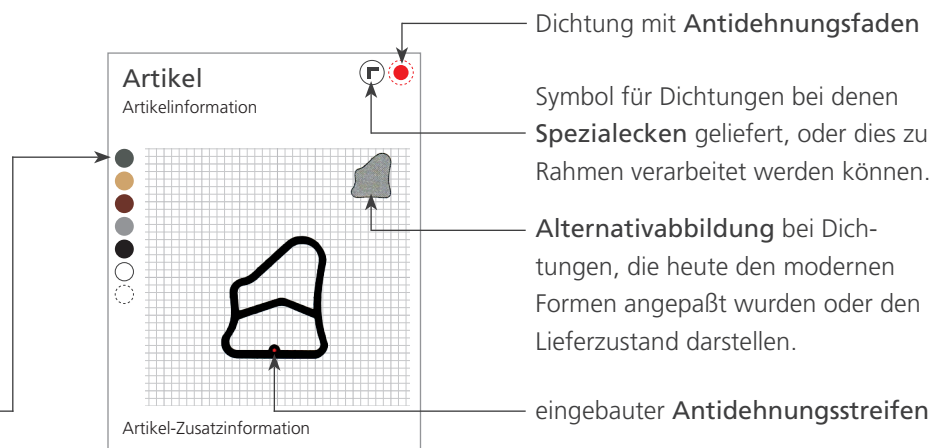 Dichtung mit Antidehnungsfaden
Artikel
Artikelinformation
Symbol für Dichtungen bei denen
Spezialecken geliefert, oder dies zu
Rahmen verarbeitet werden können.
Alternativabbildung bei Dich-
tungen, die heute den modernen
Formen angepaßt wurden oder den
Lieferzustand darstellen.
eingebauter Antidehnungsstreifen
Artikel-Zusatzinformation